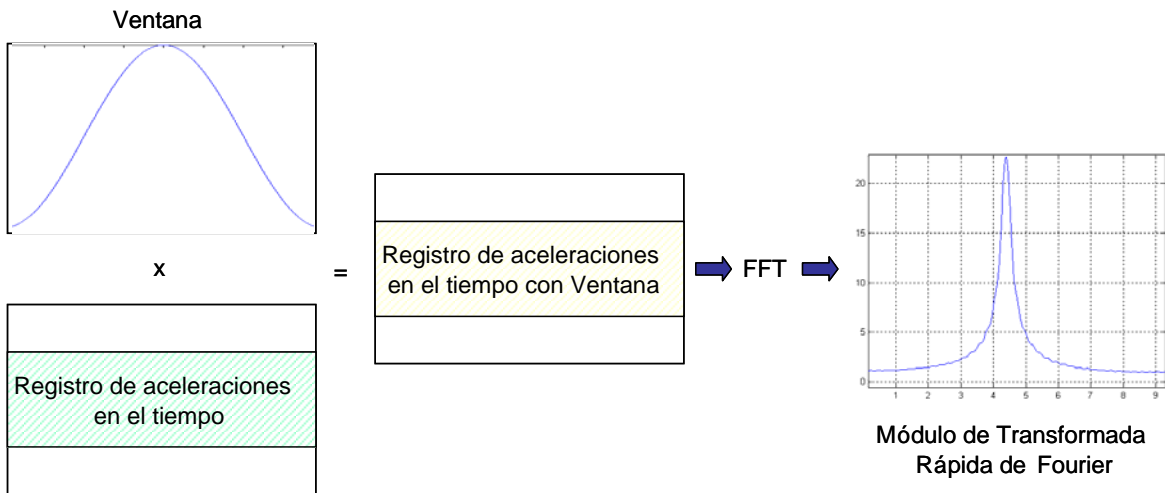 Ventana
x
Registro de aceleraciones
en el tiempo
=
Registro de aceleraciones
en el tiempo con Ventana
FFT
20
15
10
5
0
1 2 3 4 5 6 7 8 9
Módulo de Transformada
Rápida de Fourier